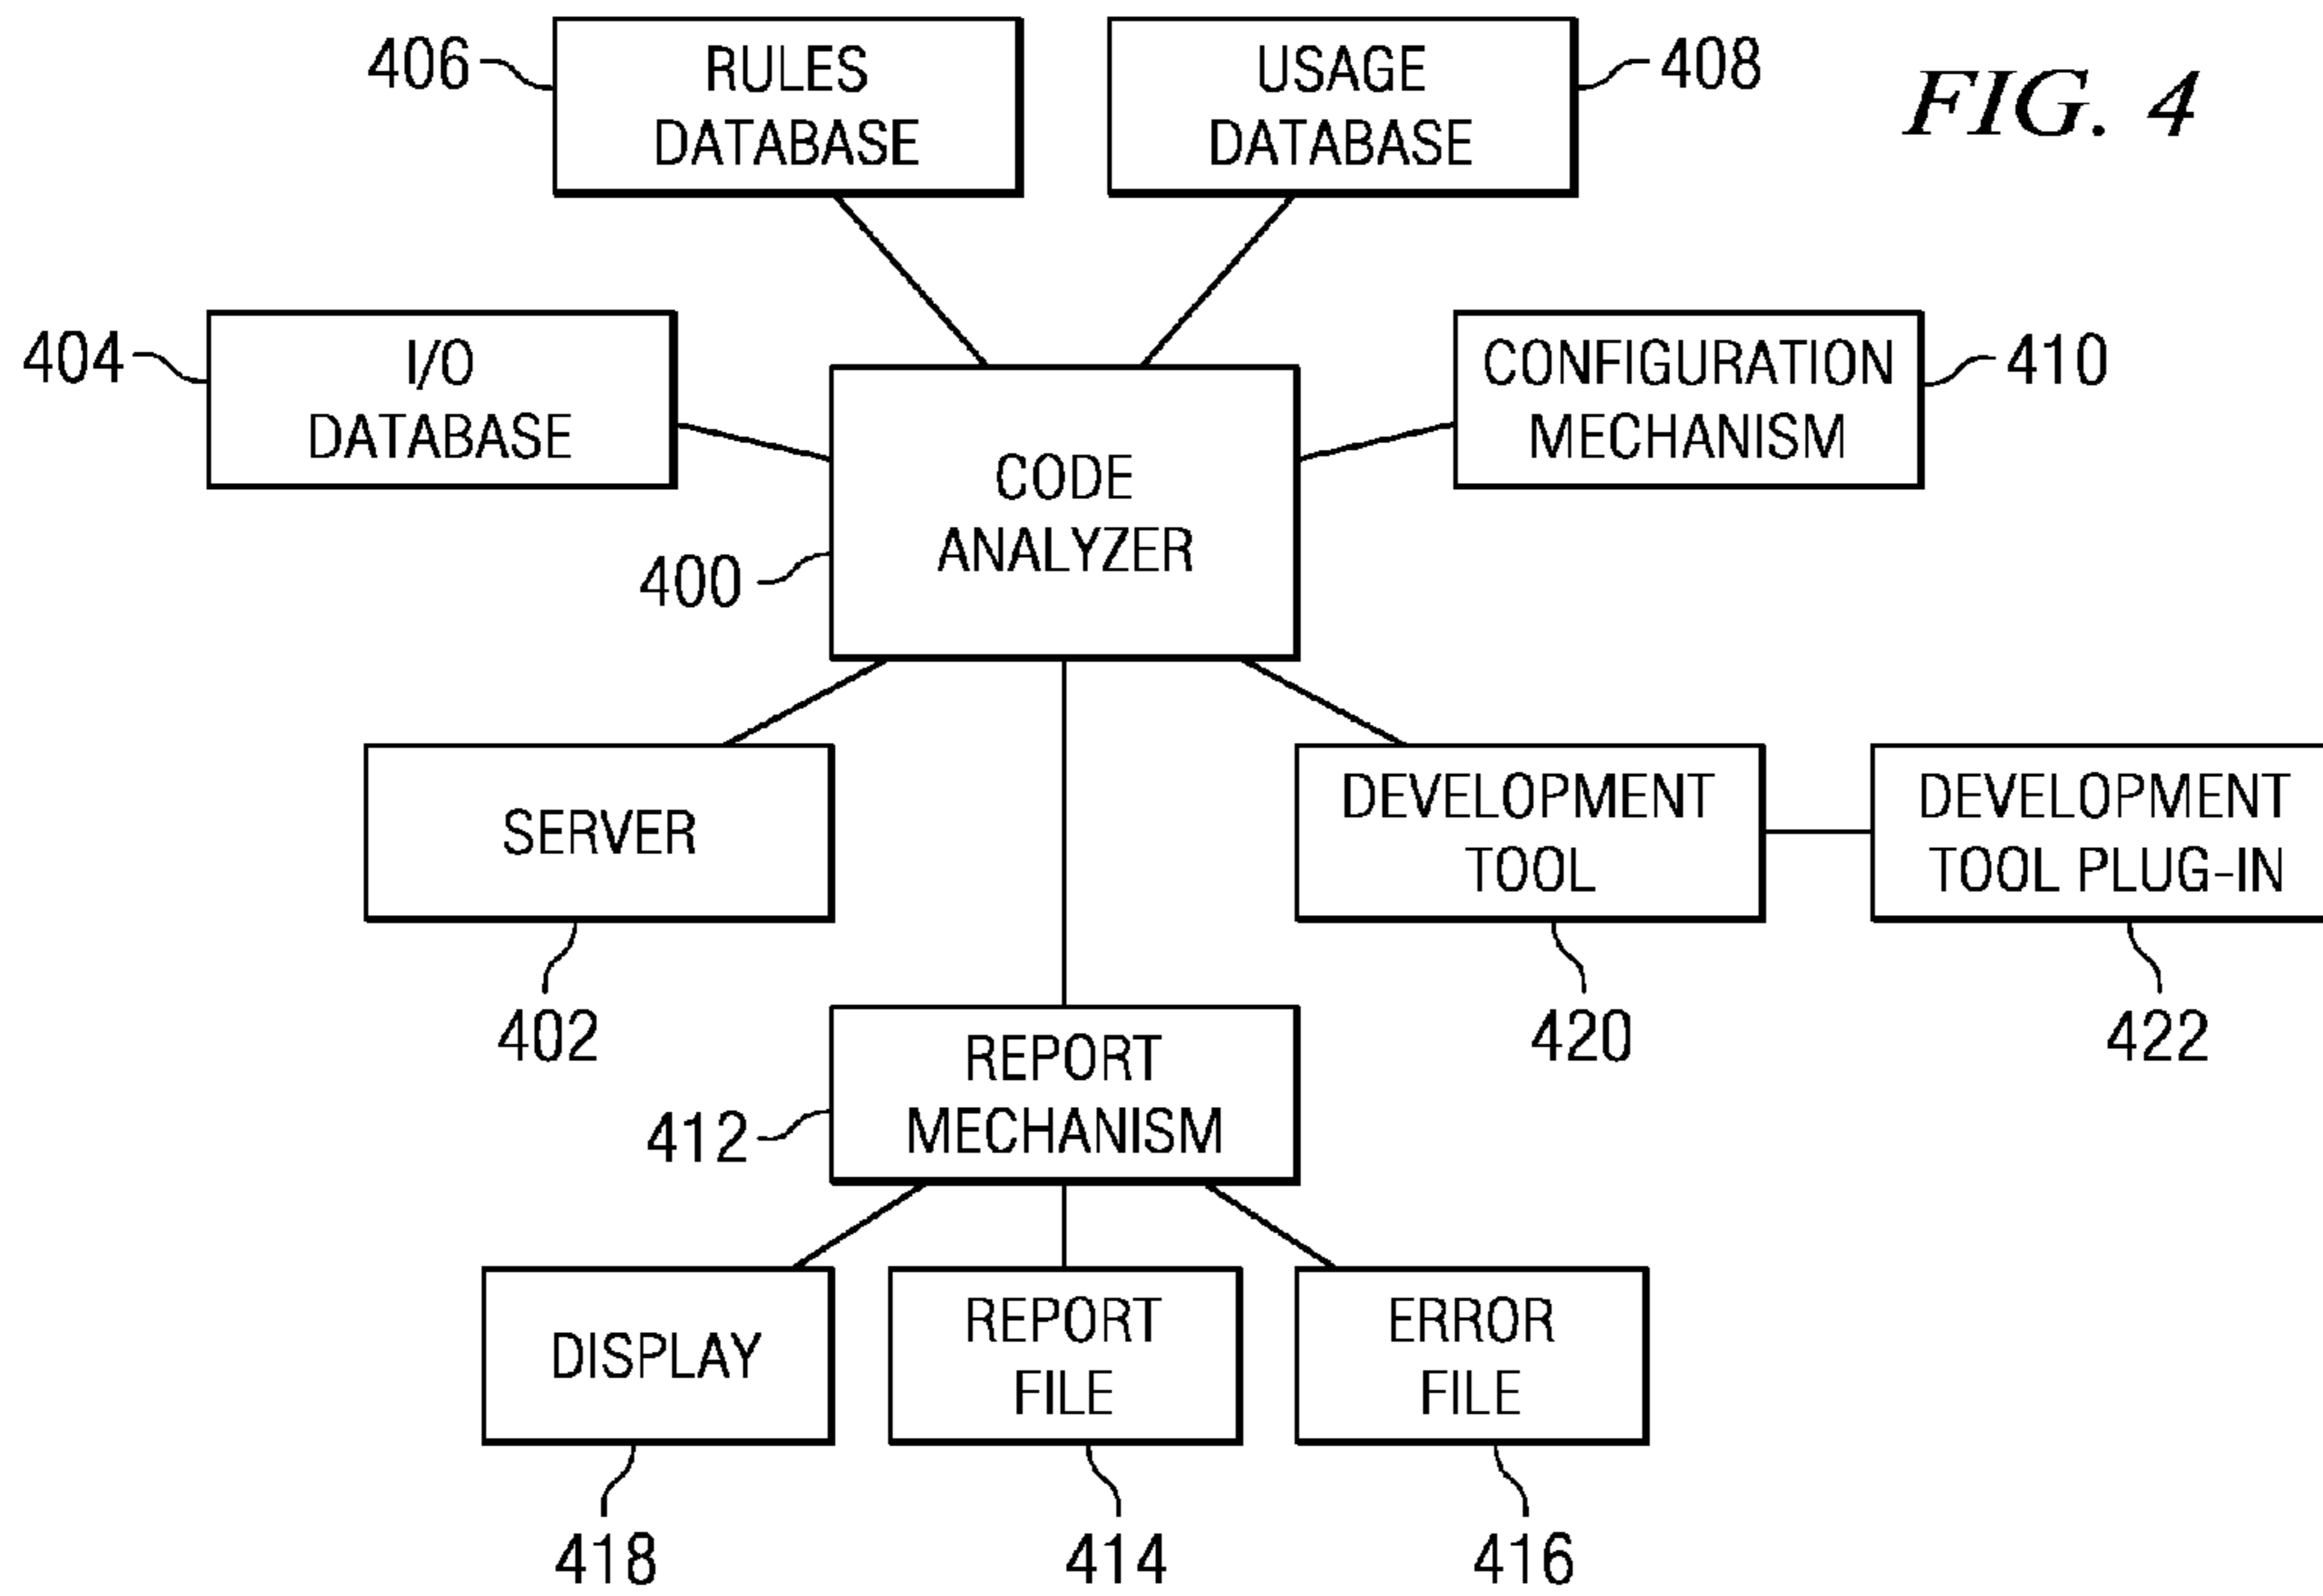 406
RULES
DATABASE
USAGE
DATABASE
408
FIG. 4
404
I/O
DATABASE
CONFIGURATION
MECHANISM
410
CODE
ANALYZER
400
SERVER
402
DEVELOPMENT
TOOL
420
DEVELOPMENT
TOOL PLUG-IN
422
REPORT
MECHANISM
412
DISPLAY
418
REPORT
FILE
414
ERROR
FILE
416